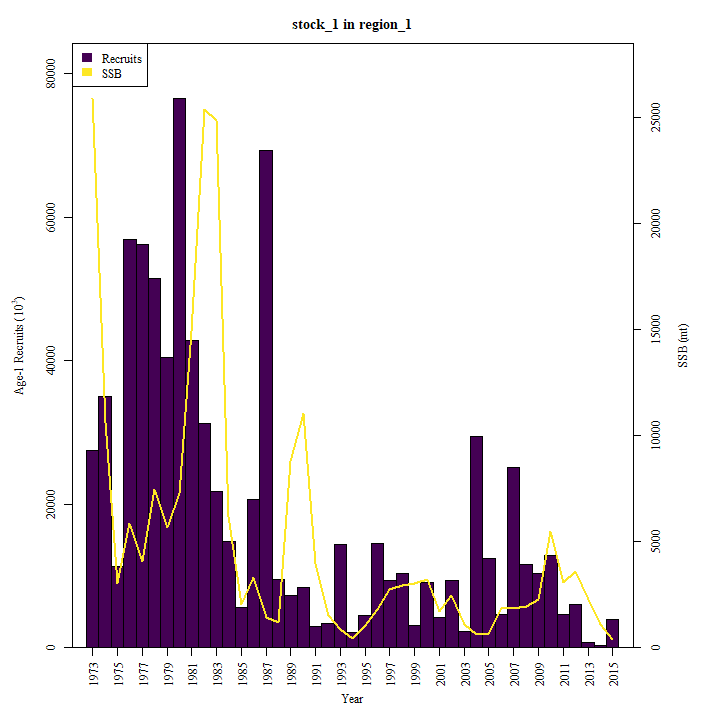 stock_1 in region_1
Recruits
SSB
Age-1 Recruits (10³)
80000
60000
40000
20000
0
SSB (mt)
25000
20000
15000
10000
5000
0
1973 1975 1977 1979 1981 1983 1985 1987 1989 1991 1993 1995 1997 1999 2001 2003 2005 2007 2009 2011 2013 2015
Year